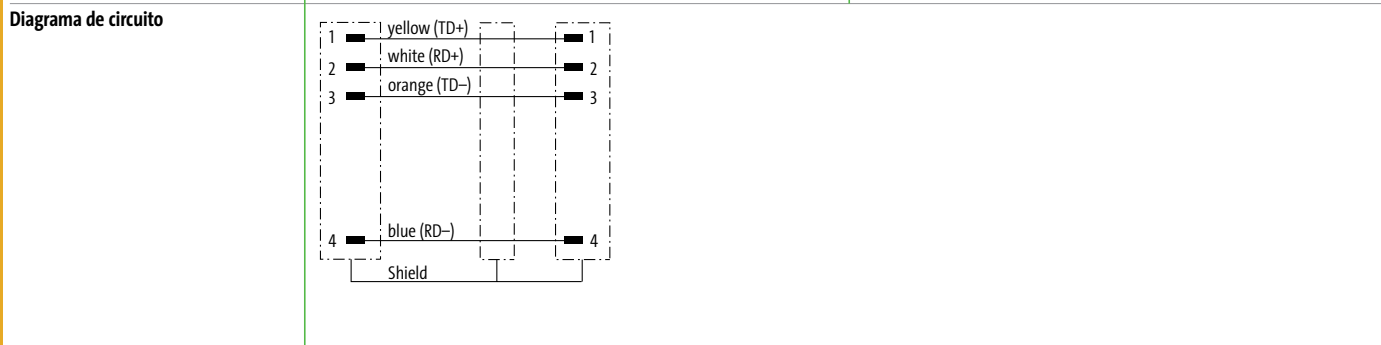 Diagrama de circuito
1 yellow (TD+) 1
2 white (RD+) 2
3 orange (TD–) 3
4 blue (RD–) 4
Shield